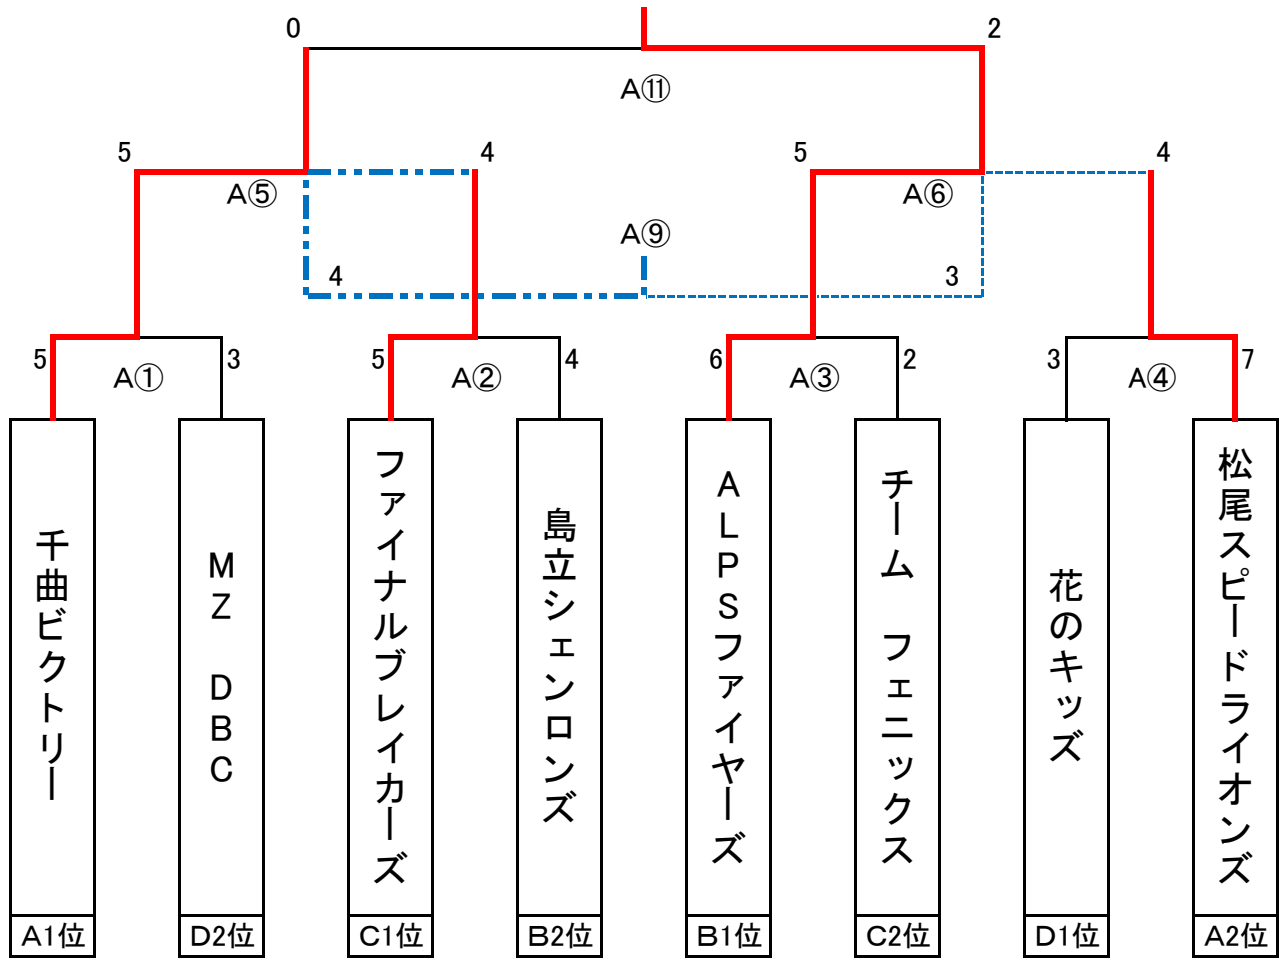 0
2
A⑪
5
4
5
4
A⑤
A⑥
A⑨
4
3
5
3
5
4
6
2
3
7
A①
A②
A③
A④
千曲ビクトリー
MZ DBC
ファイナルブレイカーズ
島立シェンロンズ
ALPSファイヤーズ
チーム フェニックス
花のキッズ
松尾スピードライオンズ
A1位
D2位
C1位
B2位
B1位
C2位
D1位
A2位